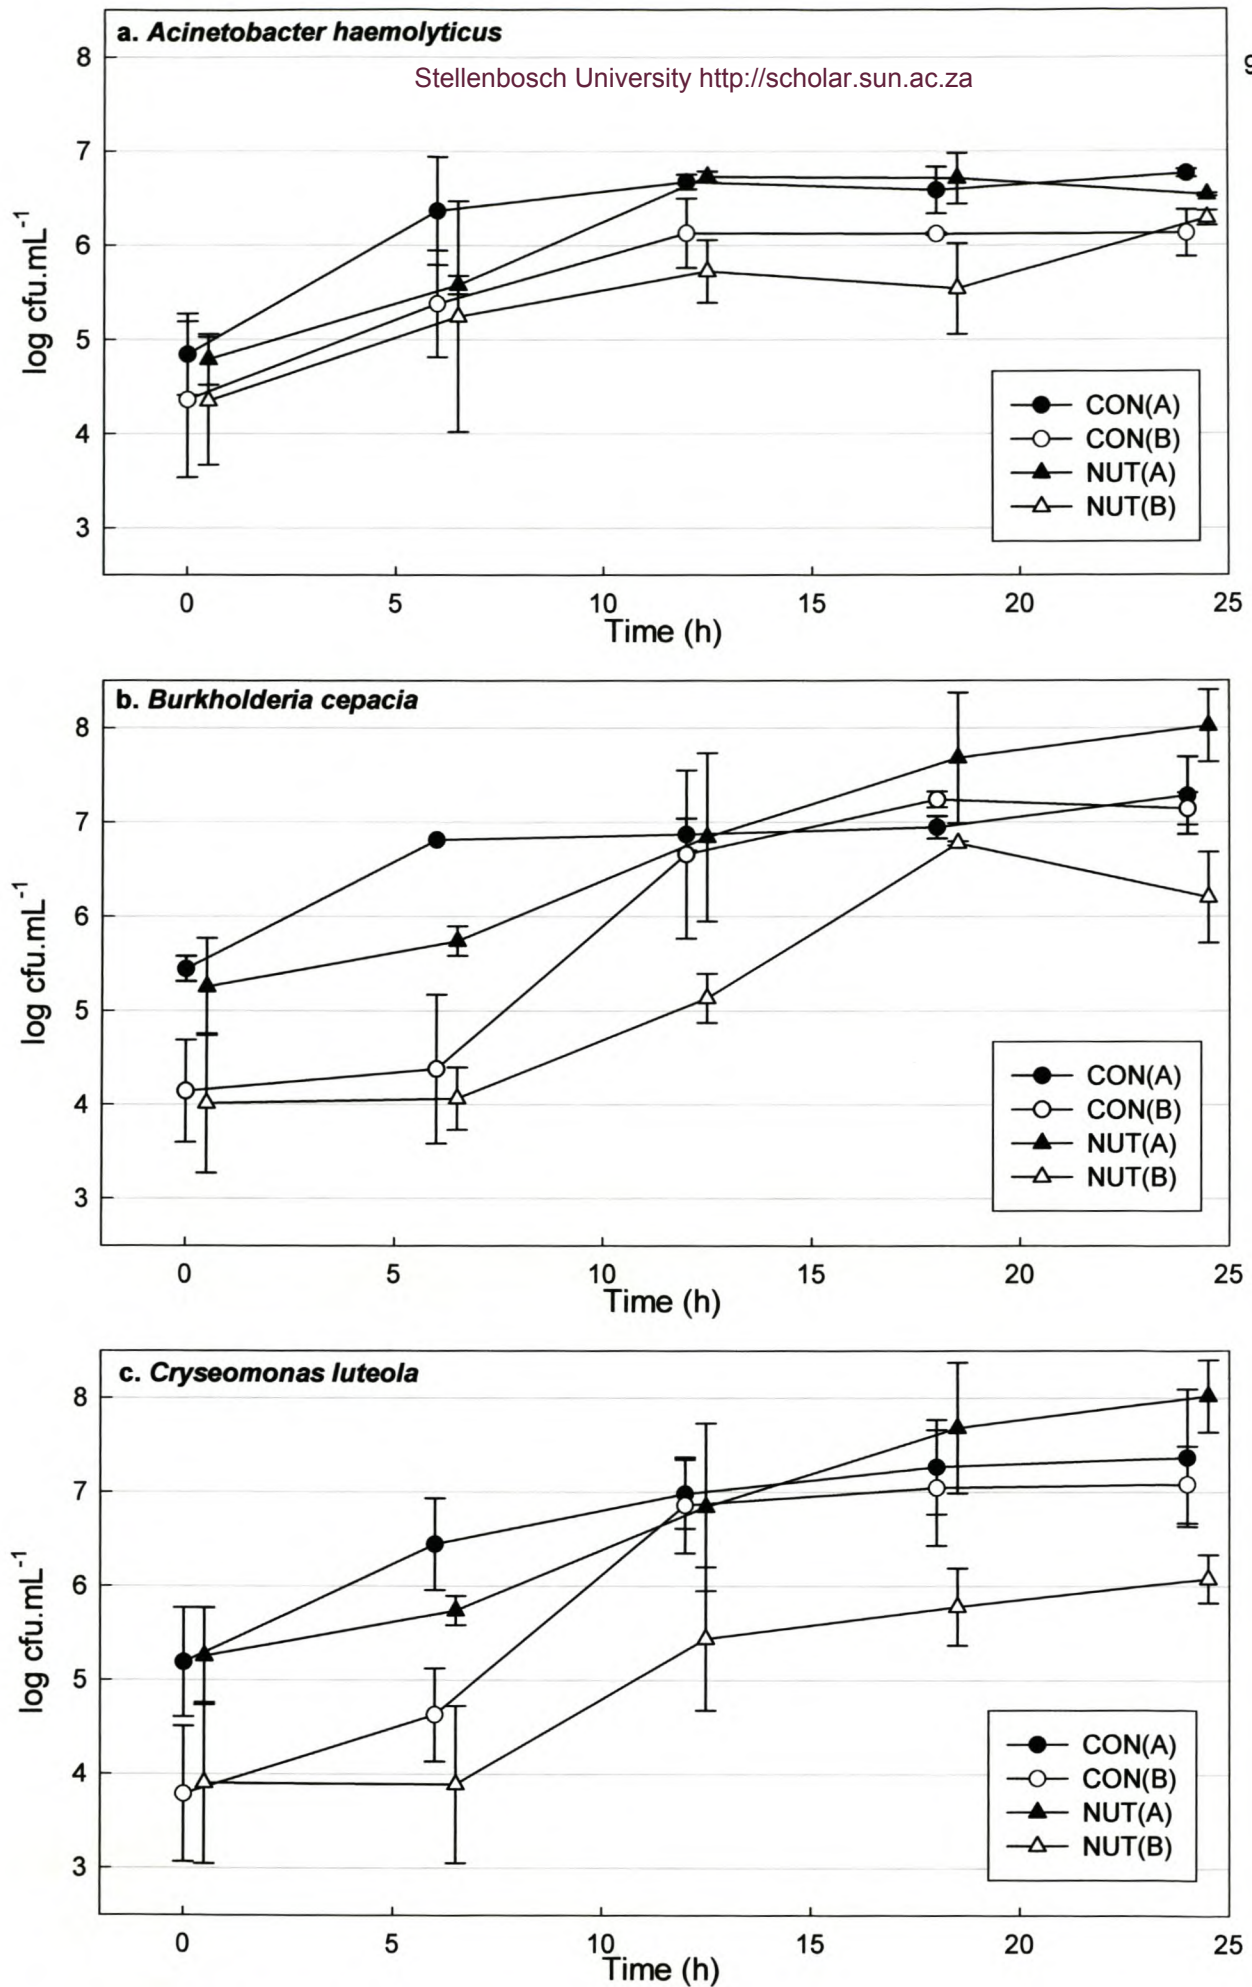 a. Acinetobacter haemolyticus
Stellenbosch University http://scholar.sun.ac.za
8
7
6
5
4
3
log cfu.mL⁻¹
CON(A)
CON(B)
NUT(A)
NUT(B)
0 5 10 15 20 25
Time (h)
b. Burkholderia cepacia
8
7
6
5
4
3
log cfu.mL⁻¹
CON(A)
CON(B)
NUT(A)
NUT(B)
0 5 10 15 20 25
Time (h)
c. Cryseomonas luteola
8
7
6
5
4
3
log cfu.mL⁻¹
CON(A)
CON(B)
NUT(A)
NUT(B)
0 5 10 15 20 25
Time (h)